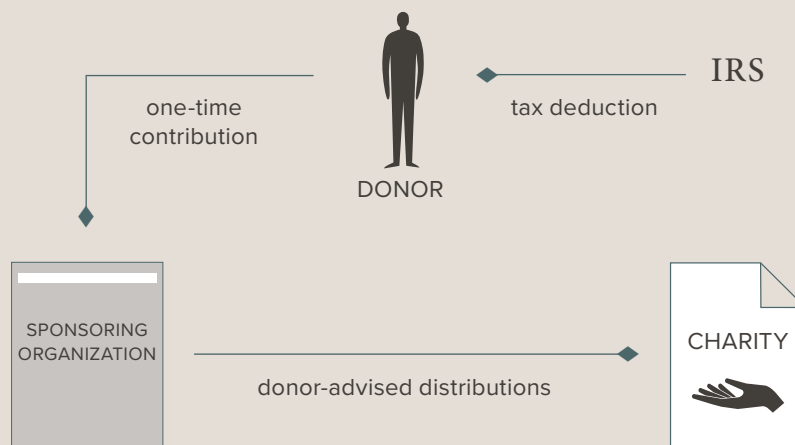 IRS
one-time
contribution
tax deduction
DONOR
SPONSORING
ORGANIZATION
CHARITY
donor-advised distributions